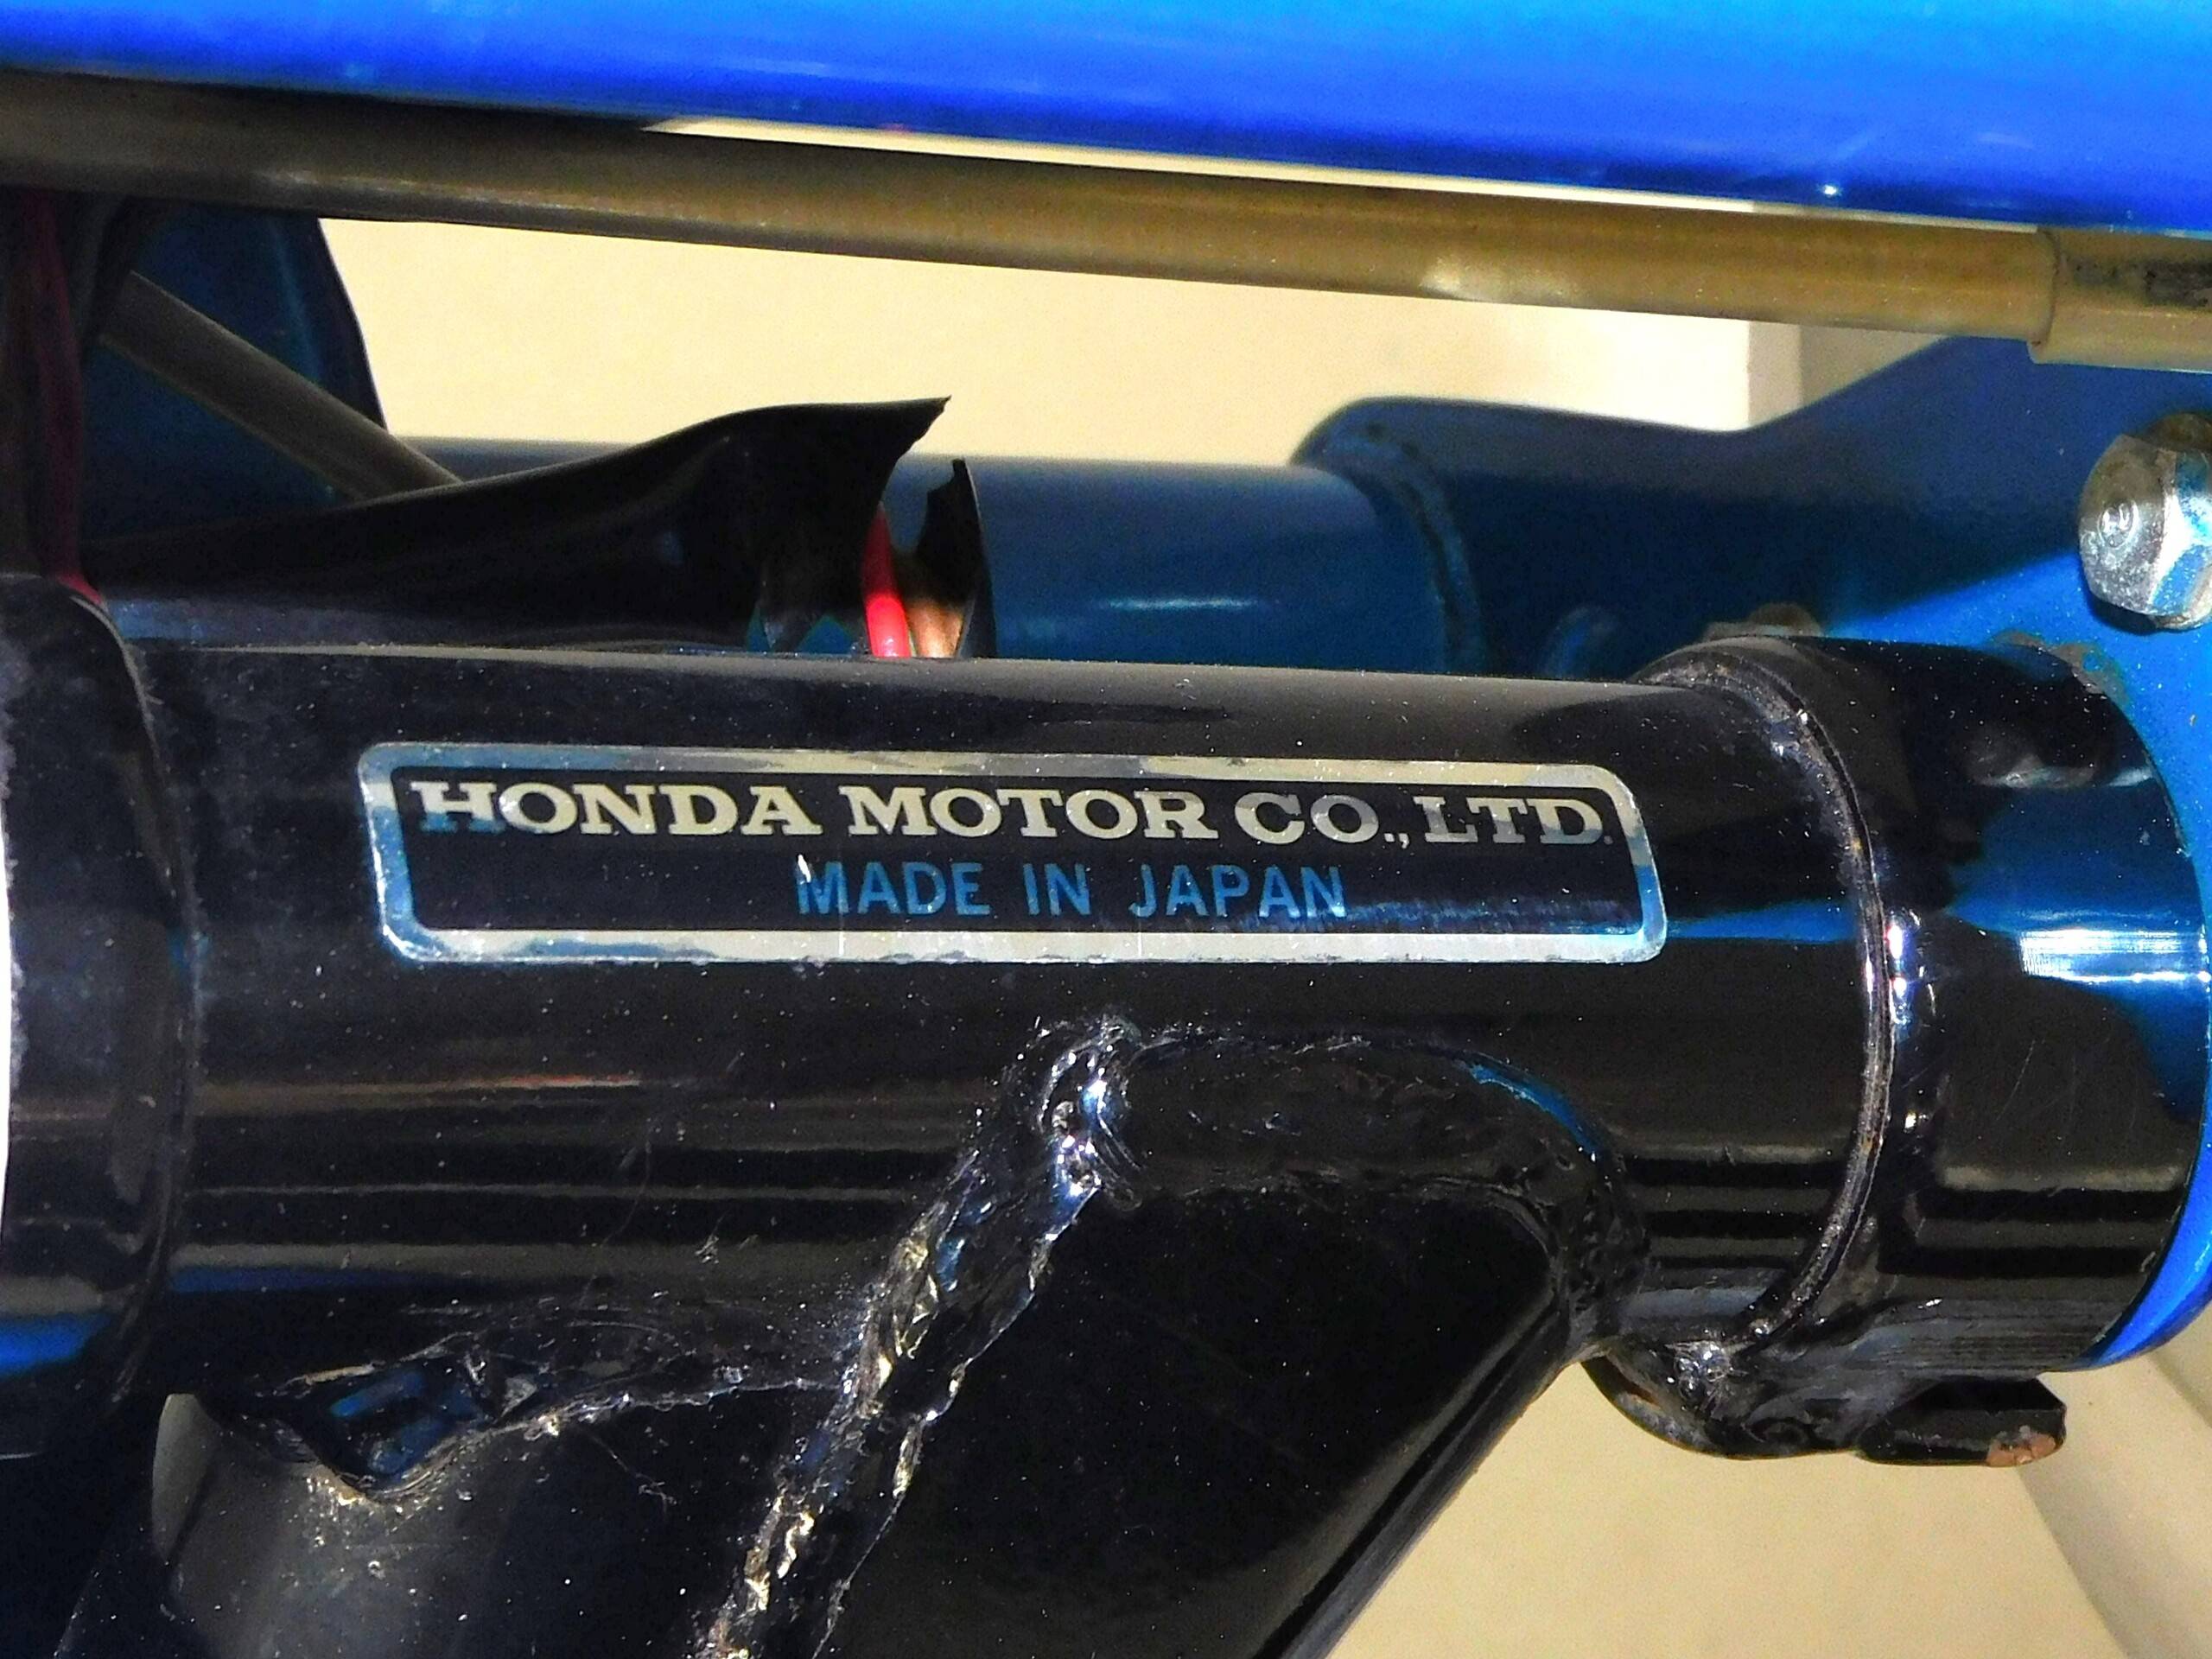 HONDA MOTOR CO., LTD.
MADE IN JAPAN